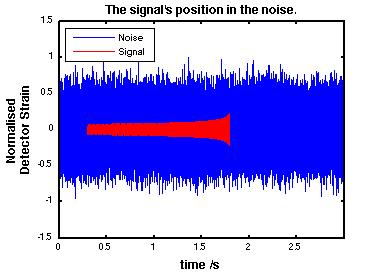 The signal's position in the noise.
Noise
Signal
Normalised
Detector Strain
1.5
1
0.5
0
-0.5
-1
-1.5
0 0.5 1 1.5 2 2.5
time /s